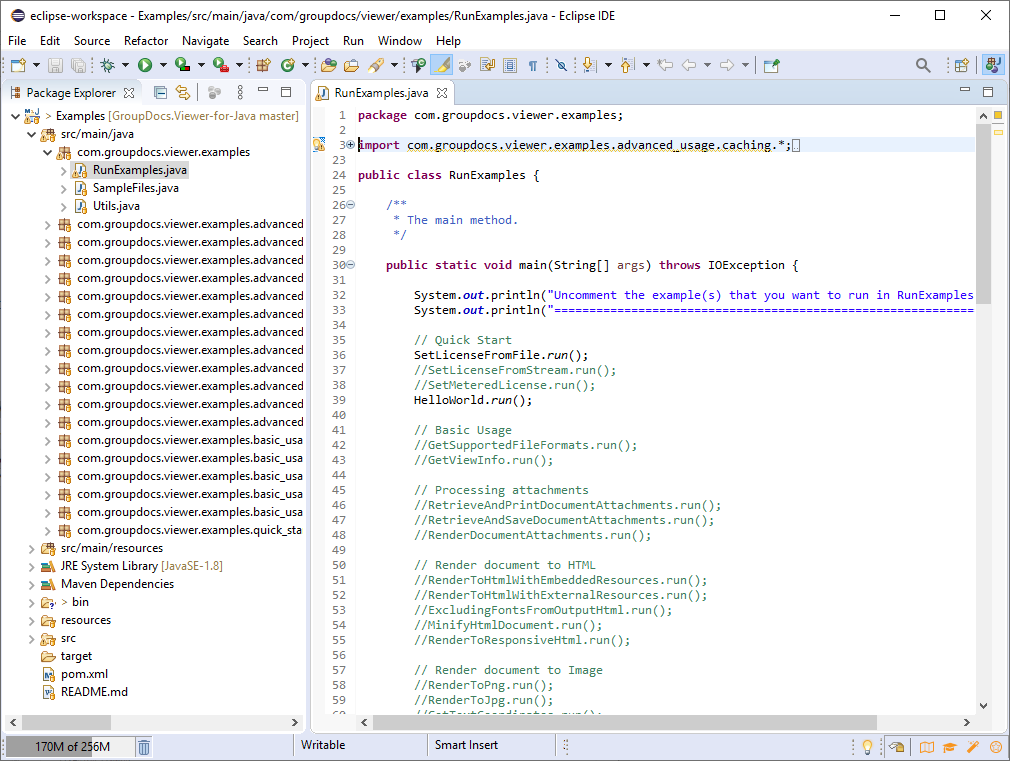 eclipse-workspace - Examples/src/main/java/com/groupdocs/viewer/examples/RunExamples.java - Eclipse IDE
File Edit Source Refactor Navigate Search Project Run Window Help
Package Explorer
> Examples [GroupDocs.Viewer-for-Java master]
src/main/java
com.groupdocs.viewer.examples
RunExamples.java
SampleFiles.java
Utils.java
com.groupdocs.viewer.examples.advanced
com.groupdocs.viewer.examples.advanced
com.groupdocs.viewer.examples.advanced
com.groupdocs.viewer.examples.advanced
com.groupdocs.viewer.examples.advanced
com.groupdocs.viewer.examples.advanced
com.groupdocs.viewer.examples.advanced
com.groupdocs.viewer.examples.advanced
com.groupdocs.viewer.examples.advanced
com.groupdocs.viewer.examples.advanced
com.groupdocs.viewer.examples.advanced
com.groupdocs.viewer.examples.advanced
com.groupdocs.viewer.examples.basic_usa
com.groupdocs.viewer.examples.basic_usa
com.groupdocs.viewer.examples.basic_usa
com.groupdocs.viewer.examples.basic_usa
com.groupdocs.viewer.examples.basic_usa
com.groupdocs.viewer.examples.quick_sta
src/main/resources
JRE System Library [JavaSE-1.8]
Maven Dependencies
> bin
resources
src
target
pom.xml
README.md
RunExamples.java
1 package com.groupdocs.viewer.examples;
2
3 import com.groupdocs.viewer.examples.advanced_usage.caching.*;
23
24 public class RunExamples {
25
26 /**
27 * The main method.
28 */
29
30 public static void main(String[] args) throws IOException {
31
32 System.out.println("Uncomment the example(s) that you want to run in RunExamples
33 System.out.println("============================================================
34
35 // Quick Start
36 SetLicenseFromFile.run();
37 //SetLicenseFromStream.run();
38 //SetMeteredLicense.run();
39 HelloWorld.run();
40
41 // Basic Usage
42 //GetSupportedFileFormats.run();
43 //GetViewInfo.run();
44
45 // Processing attachments
46 //RetrieveAndPrintDocumentAttachments.run();
47 //RetrieveAndSaveDocumentAttachments.run();
48 //RenderDocumentAttachments.run();
49
50 // Render document to HTML
51 //RenderToHtmlWithEmbeddedResources.run();
52 //RenderToHtmlWithExternalResources.run();
53 //ExcludingFontsFromOutputHtml.run();
54 //MinifyHtmlDocument.run();
55 //RenderToResponsiveHtml.run();
56
57 // Render document to Image
58 //RenderToPng.run();
59 //RenderToJpg.run();
170M of 256M
Writable
Smart Insert